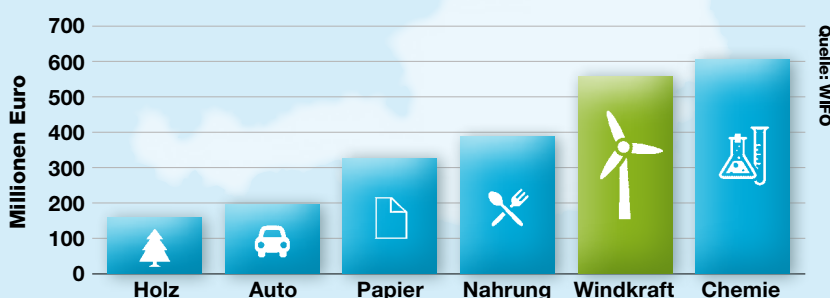 Millionen Euro
700
600
500
400
300
200
100
0
Holz
Auto
Papier
Nahrung
Windkraft
Chemie
Quelle: WIFO